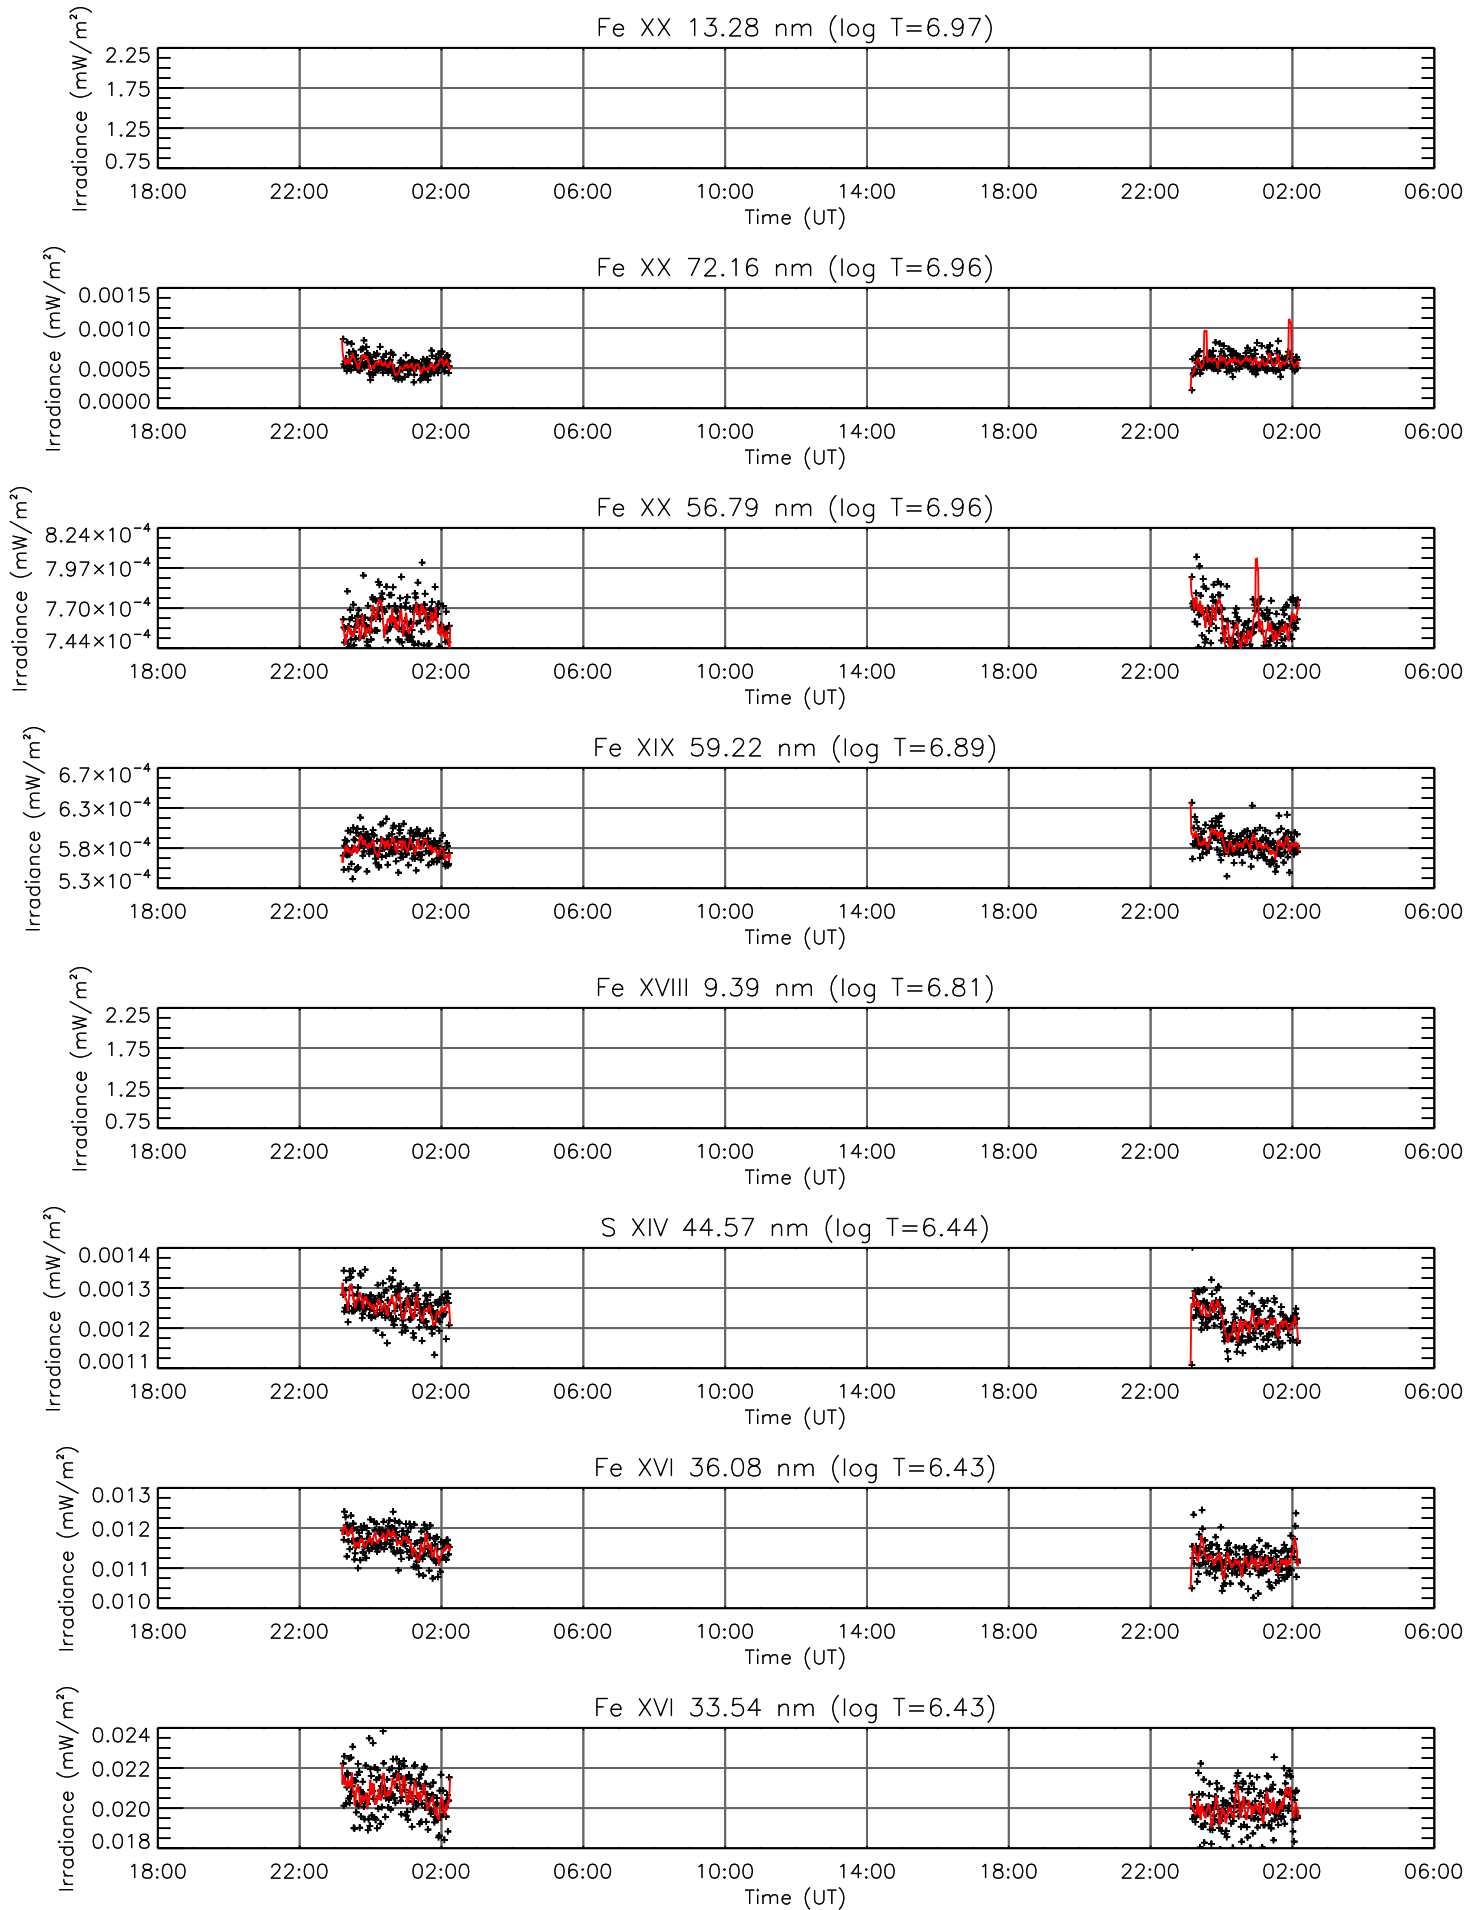 Fe XX 13.28 nm (log T=6.97)
Irradiance (mW/m²)
2.25
1.75
1.25
0.75
18:00 22:00 02:00 06:00 10:00 14:00 18:00 22:00 02:00 06:00
Time (UT)
Fe XX 72.16 nm (log T=6.96)
Irradiance (mW/m²)
0.0015
0.0010
0.0005
0.0000
18:00 22:00 02:00 06:00 10:00 14:00 18:00 22:00 02:00 06:00
Time (UT)
Fe XX 56.79 nm (log T=6.96)
Irradiance (mW/m²)
8.24×10⁻⁴
7.97×10⁻⁴
7.70×10⁻⁴
7.44×10⁻⁴
18:00 22:00 02:00 06:00 10:00 14:00 18:00 22:00 02:00 06:00
Time (UT)
Fe XIX 59.22 nm (log T=6.89)
Irradiance (mW/m²)
6.7×10⁻⁴
6.3×10⁻⁴
5.8×10⁻⁴
5.3×10⁻⁴
18:00 22:00 02:00 06:00 10:00 14:00 18:00 22:00 02:00 06:00
Time (UT)
Fe XVIII 9.39 nm (log T=6.81)
Irradiance (mW/m²)
2.25
1.75
1.25
0.75
18:00 22:00 02:00 06:00 10:00 14:00 18:00 22:00 02:00 06:00
Time (UT)
S XIV 44.57 nm (log T=6.44)
Irradiance (mW/m²)
0.0014
0.0013
0.0012
0.0011
18:00 22:00 02:00 06:00 10:00 14:00 18:00 22:00 02:00 06:00
Time (UT)
Fe XVI 36.08 nm (log T=6.43)
Irradiance (mW/m²)
0.013
0.012
0.011
0.010
18:00 22:00 02:00 06:00 10:00 14:00 18:00 22:00 02:00 06:00
Time (UT)
Fe XVI 33.54 nm (log T=6.43)
Irradiance (mW/m²)
0.024
0.022
0.020
0.018
18:00 22:00 02:00 06:00 10:00 14:00 18:00 22:00 02:00 06:00
Time (UT)